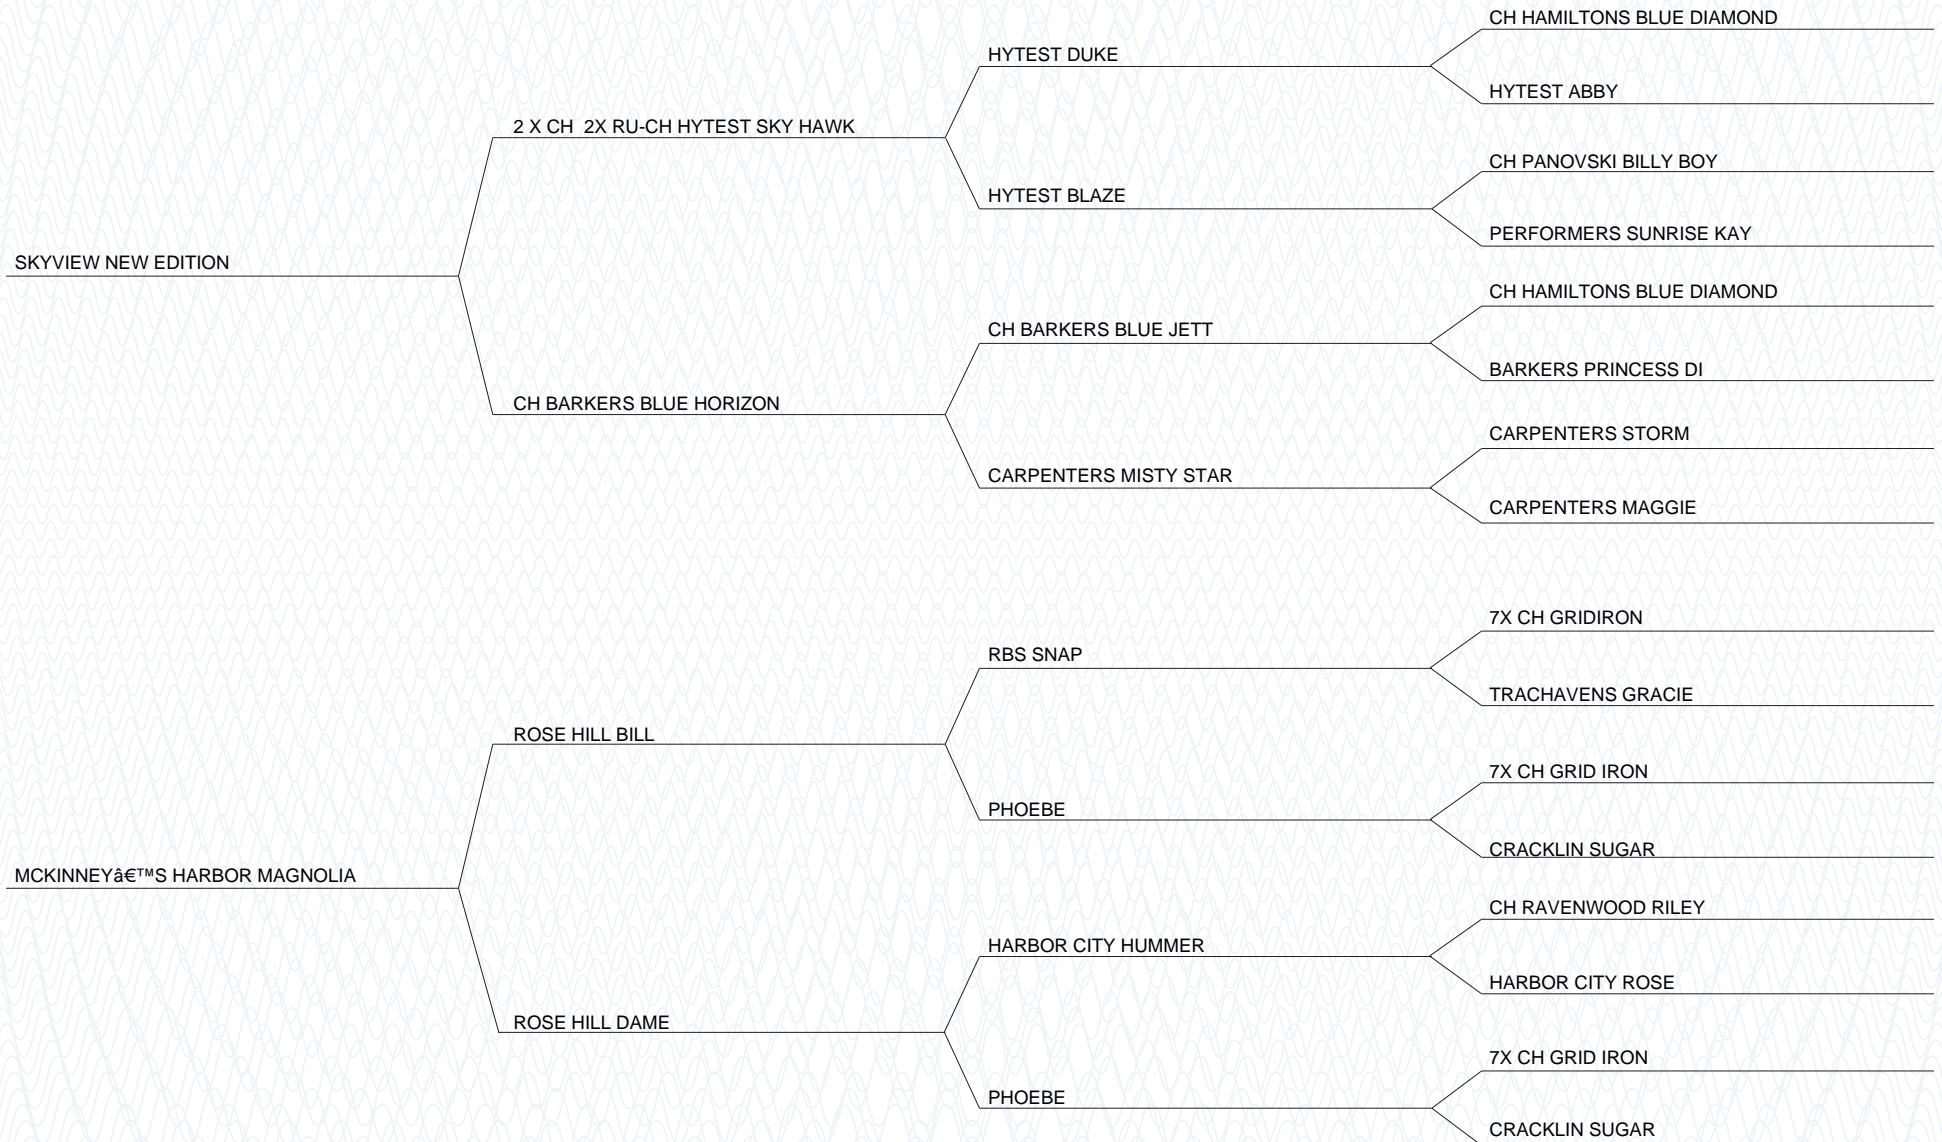 CH HAMILTONS BLUE DIAMOND
HYTEST DUKE
HYTEST ABBY
2 X CH  2X RU-CH HYTEST SKY HAWK
CH PANOVSKI BILLY BOY
HYTEST BLAZE
PERFORMERS SUNRISE KAY
SKYVIEW NEW EDITION
CH HAMILTONS BLUE DIAMOND
CH BARKERS BLUE JETT
BARKERS PRINCESS DI
CH BARKERS BLUE HORIZON
CARPENTERS STORM
CARPENTERS MISTY STAR
CARPENTERS MAGGIE
7X CH GRIDIRON
RBS SNAP
TRACHAVENS GRACIE
ROSE HILL BILL
7X CH GRID IRON
PHOEBE
CRACKLIN SUGAR
MCKINNEYâ€™S HARBOR MAGNOLIA
CH RAVENWOOD RILEY
HARBOR CITY HUMMER
HARBOR CITY ROSE
ROSE HILL DAME
7X CH GRID IRON
PHOEBE
CRACKLIN SUGAR